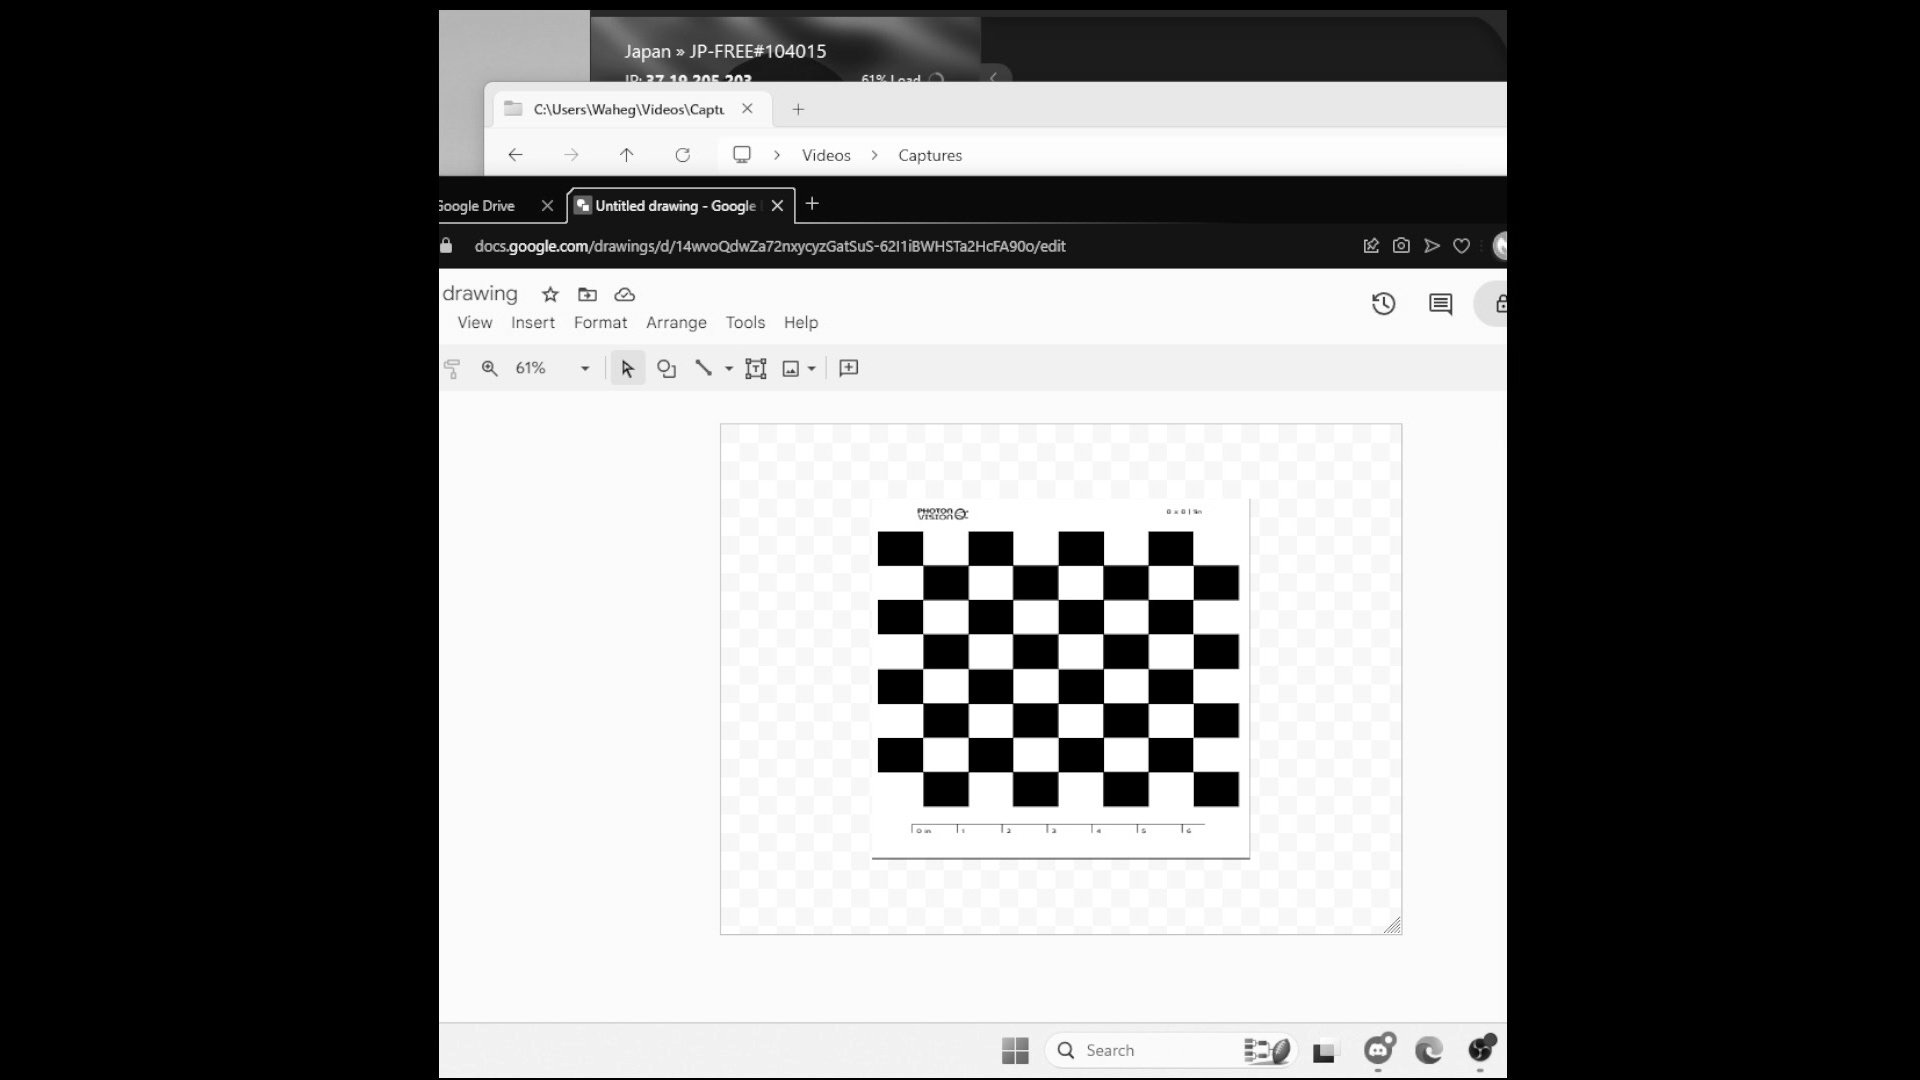 Japan » JP-FREE#104015
IP: 37.19.205.203 61% Load
C:\Users\Waheg\Videos\Captu
Videos > Captures
Google Drive
Untitled drawing - Google
docs.google.com/drawings/d/14wvoQdwZa72nxycyzGatSuS-62I1iBWHSTa2HcFA90o/edit
drawing
View Insert Format Arrange Tools Help
61%
PHOTON
VISION
0 in 1 2 3 4 5 6
Search